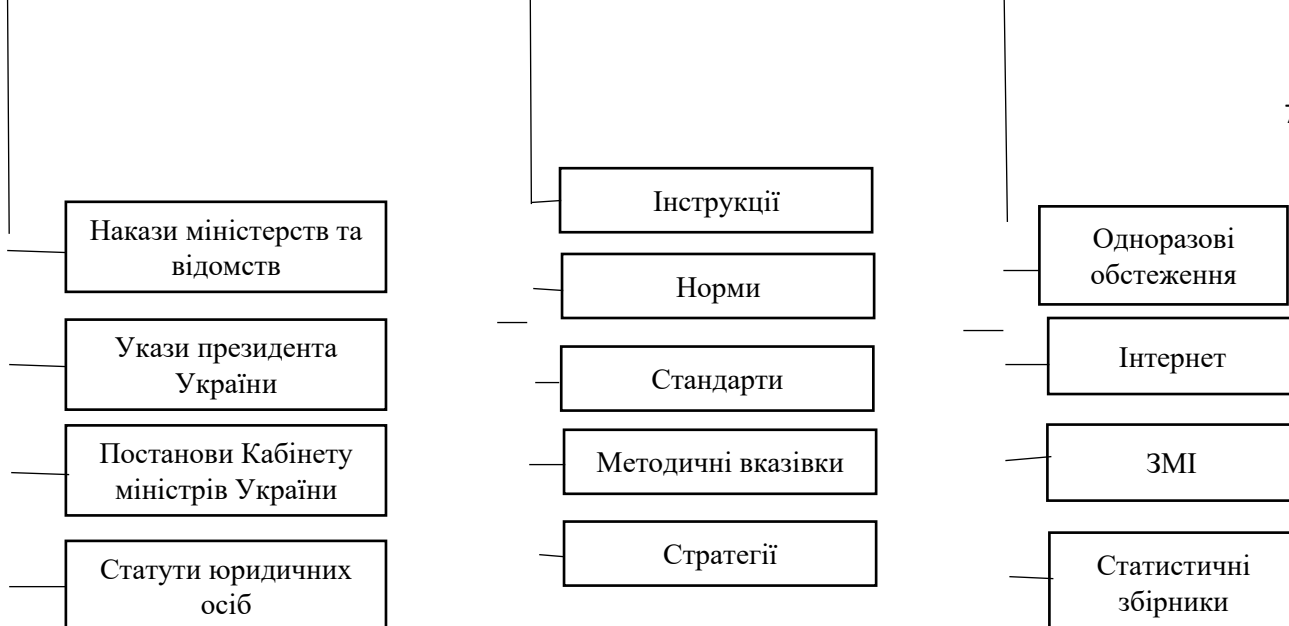 Накази міністерств та
відомств
Укази президента
України
Постанови Кабінету
міністрів України
Статути юридичних
осіб
Інструкції
Норми
Стандарти
Методичні вказівки
Стратегії
Одноразові
обстеження
Інтернет
ЗМІ
Статистичні
збірники